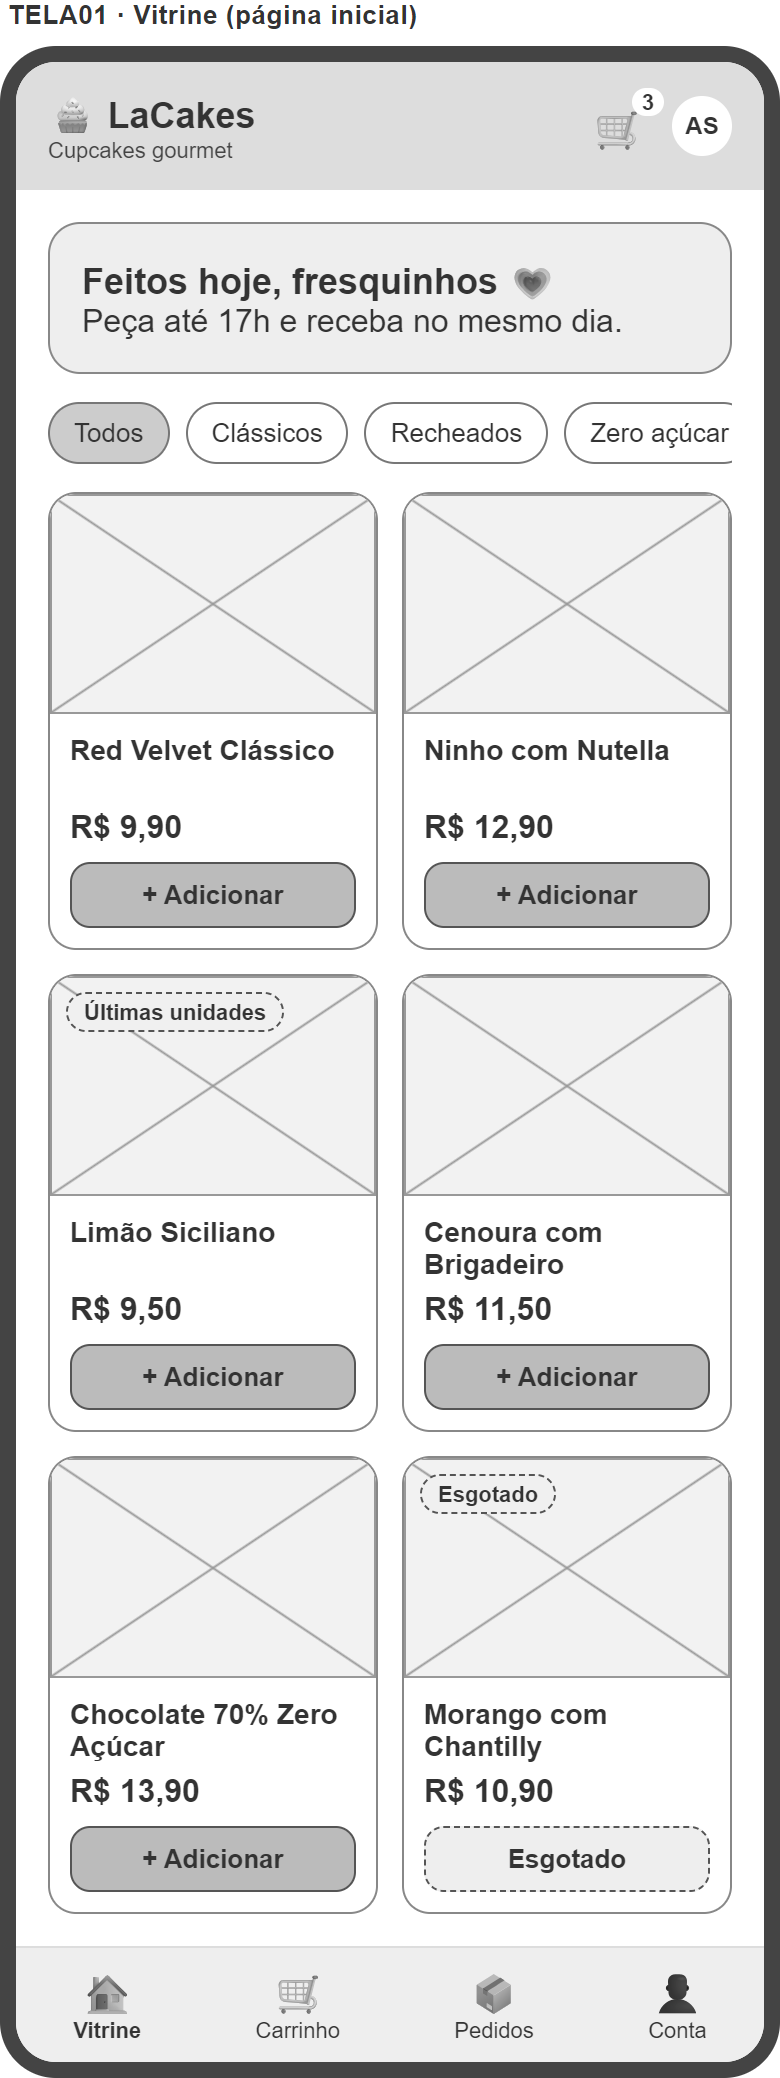 TELA01 · Vitrine (página inicial)
LaCakes
Cupcakes gourmet
3
AS
Feitos hoje, fresquinhos
Peça até 17h e receba no mesmo dia.
Todos
Clássicos
Recheados
Zero açúcar
Red Velvet Clássico
R$ 9,90
+ Adicionar
Ninho com Nutella
R$ 12,90
+ Adicionar
Últimas unidades
Limão Siciliano
R$ 9,50
+ Adicionar
Cenoura com
Brigadeiro
R$ 11,50
+ Adicionar
Chocolate 70% Zero
Açúcar
R$ 13,90
+ Adicionar
Esgotado
Morango com
Chantilly
R$ 10,90
Esgotado
Vitrine
Carrinho
Pedidos
Conta